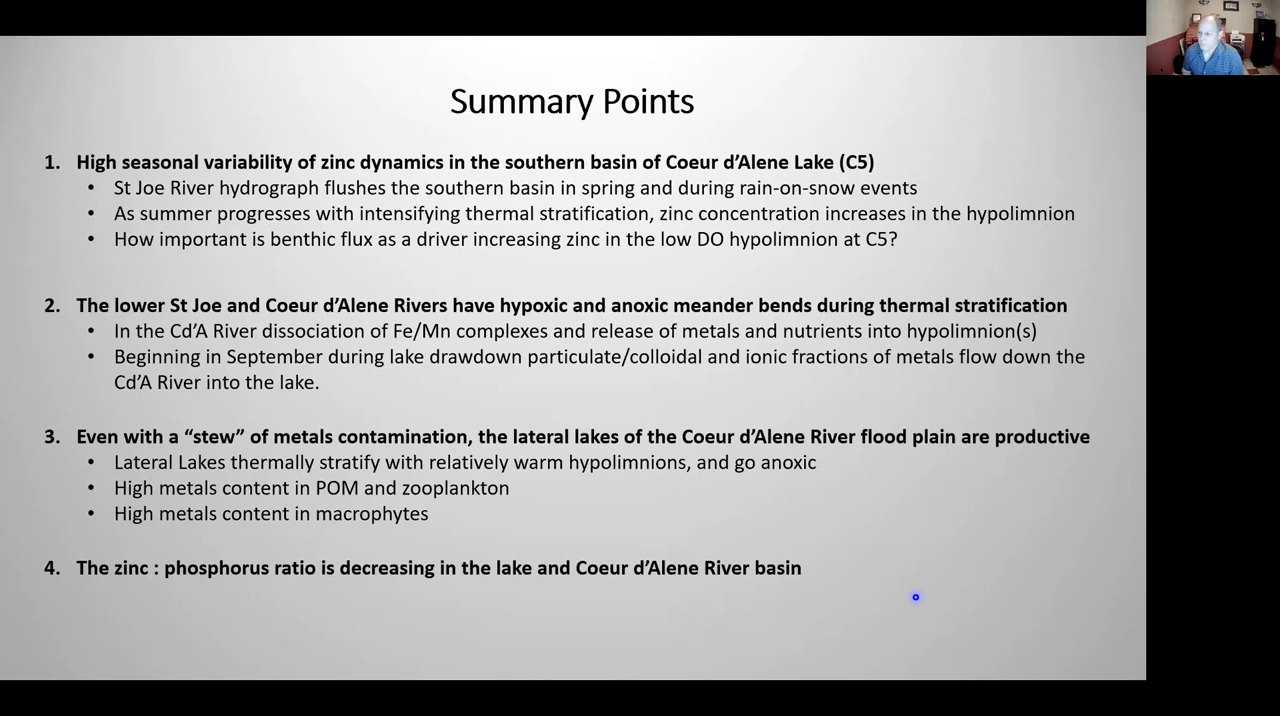 Summary Points
1. High seasonal variability of zinc dynamics in the southern basin of Coeur d’Alene Lake (C5)
• St Joe River hydrograph flushes the southern basin in spring and during rain-on-snow events
• As summer progresses with intensifying thermal stratification, zinc concentration increases in the hypolimnion
• How important is benthic flux as a driver increasing zinc in the low DO hypolimnion at C5?
2. The lower St Joe and Coeur d’Alene Rivers have hypoxic and anoxic meander bends during thermal stratification
• In the Cd’A River dissociation of Fe/Mn complexes and release of metals and nutrients into hypolimnion(s)
• Beginning in September during lake drawdown particulate/colloidal and ionic fractions of metals flow down the
Cd’A River into the lake.
3. Even with a “stew” of metals contamination, the lateral lakes of the Coeur d’Alene River flood plain are productive
• Lateral Lakes thermally stratify with relatively warm hypolimnions, and go anoxic
• High metals content in POM and zooplankton
• High metals content in macrophytes
4. The zinc : phosphorus ratio is decreasing in the lake and Coeur d’Alene River basin